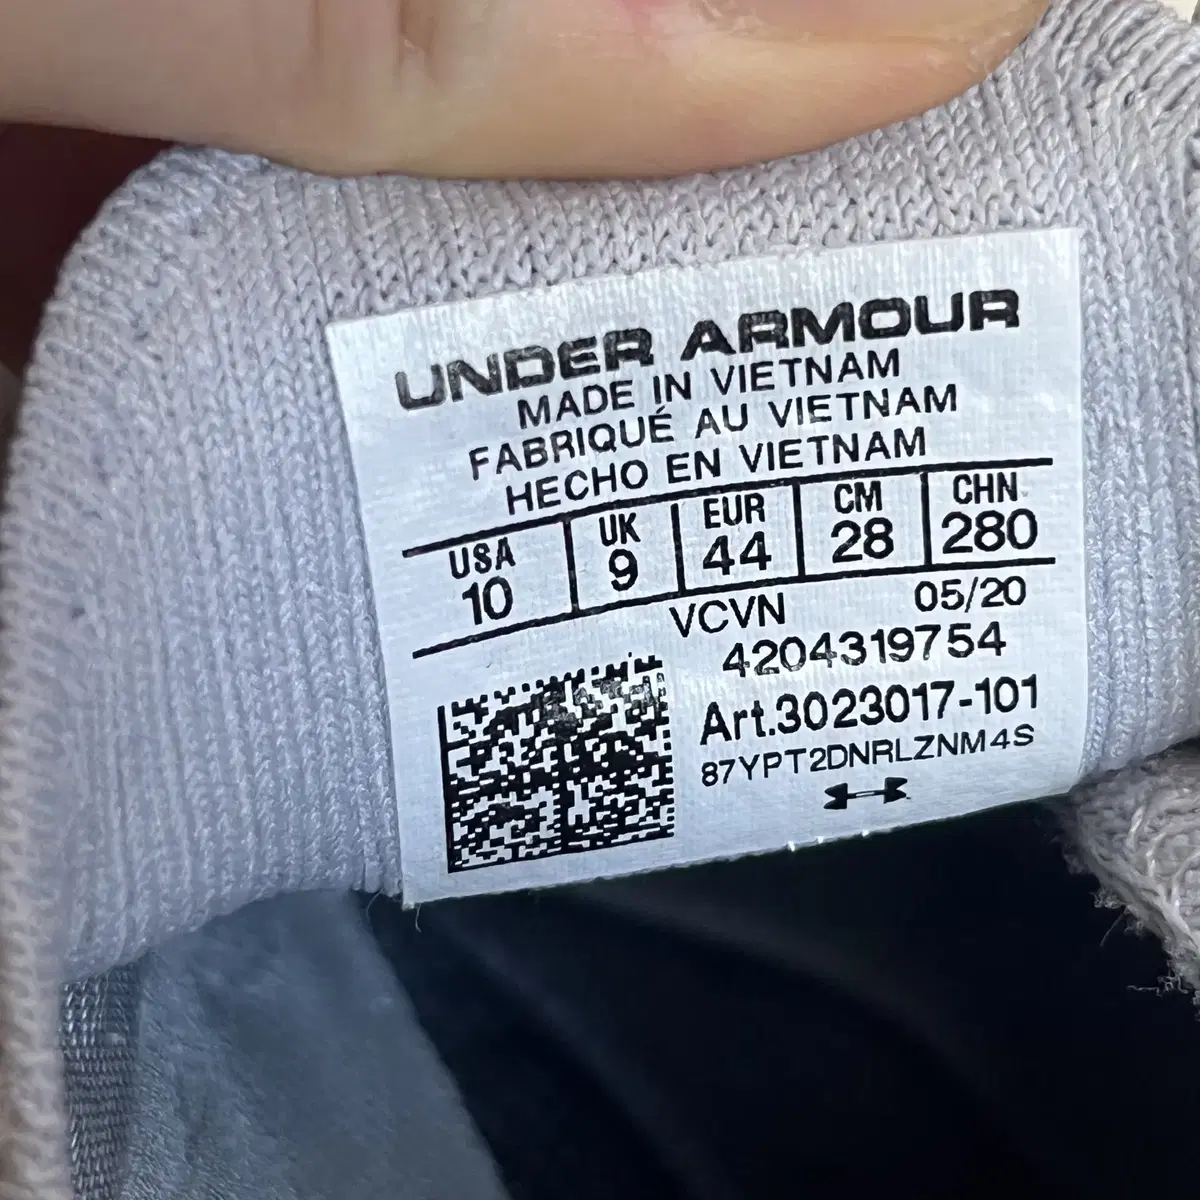 UNDER ARMOUR
MADE IN VIETNAM
FABRIQUÉ AU VIETNAM
HECHO EN VIETNAM
USA UK EUR CM CHN
10 9 44 28 280
VCVN 05/20
4204319754
Art.3023017-101
87YPT2DNRLZNM4S